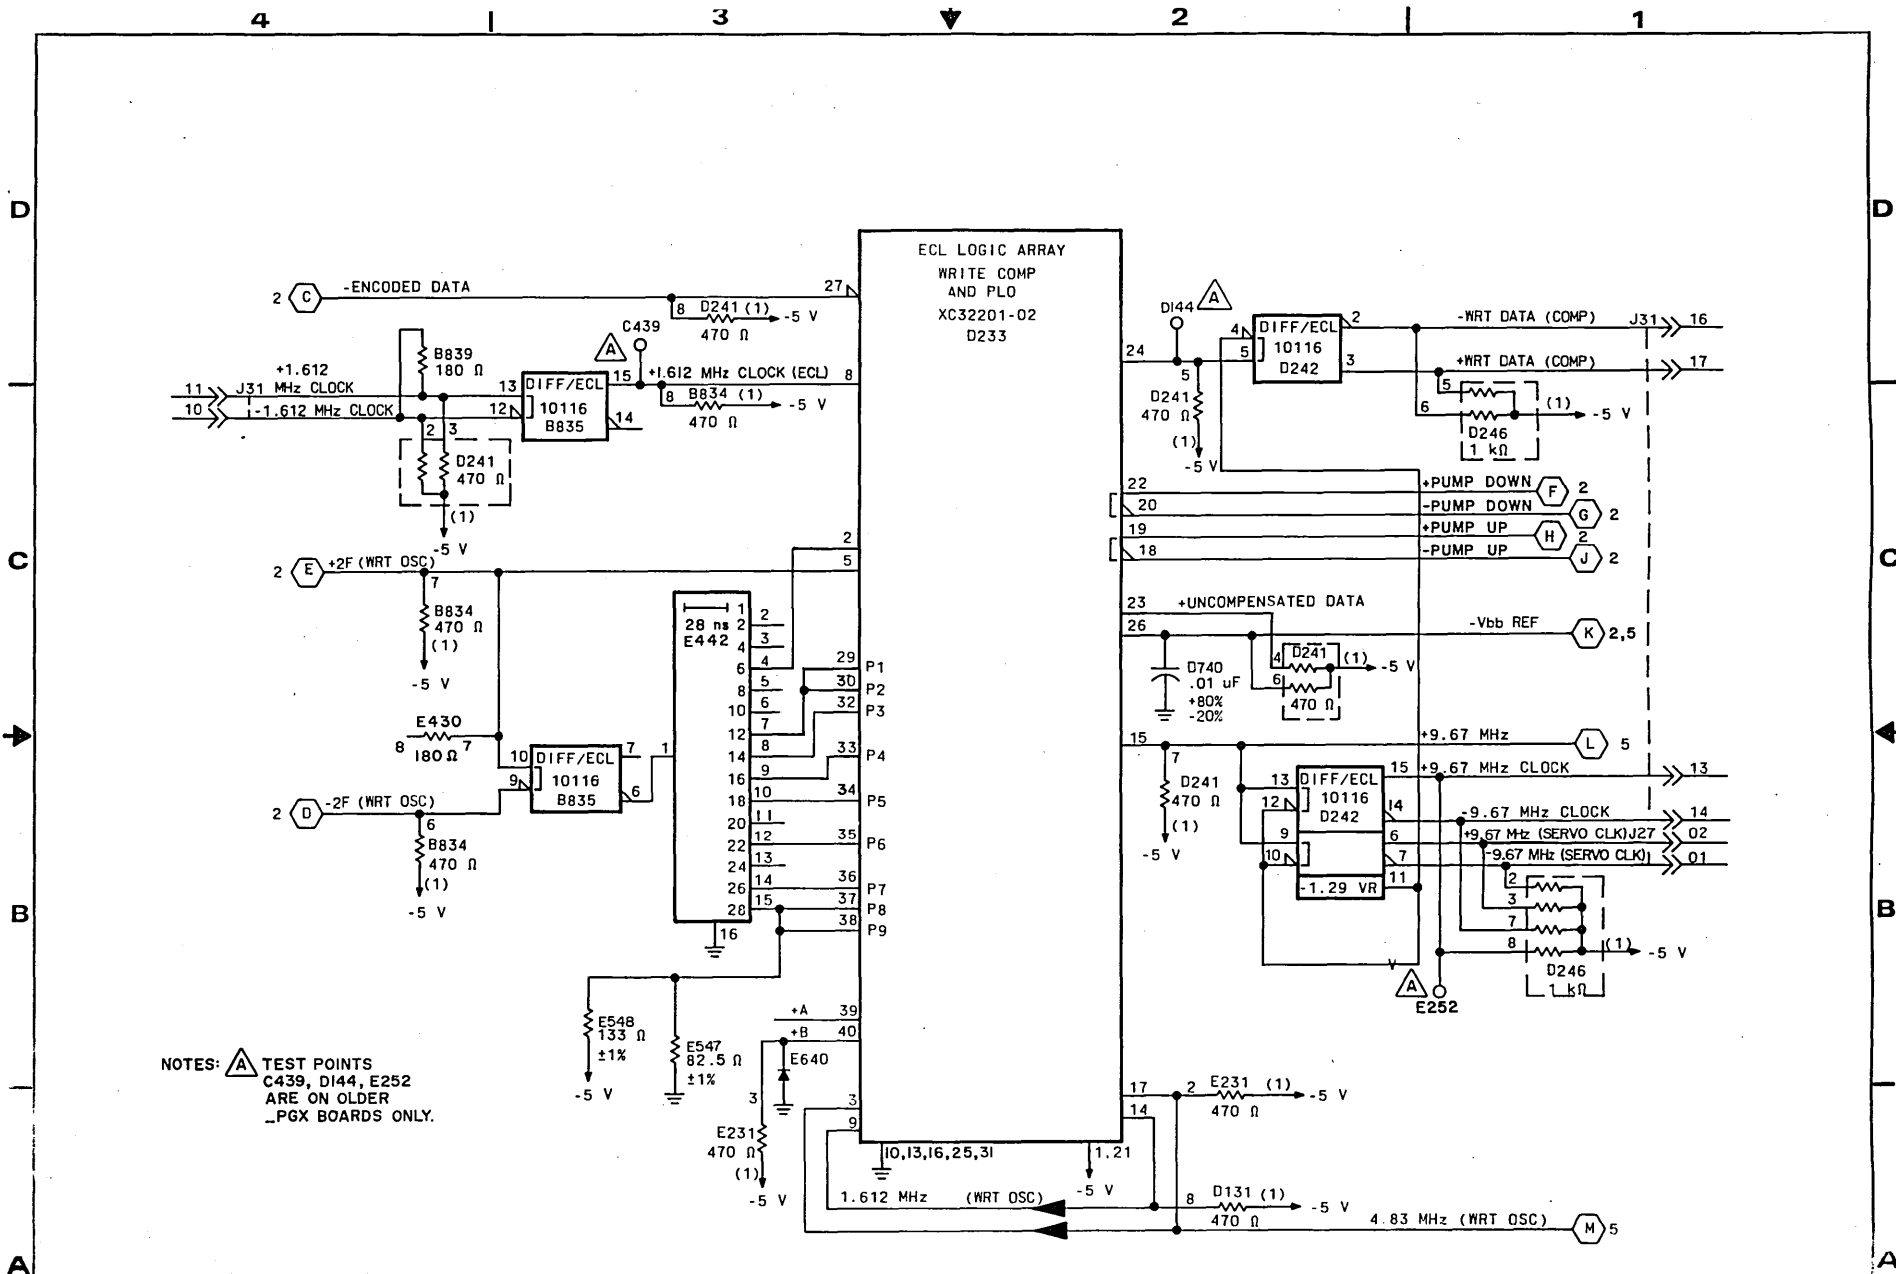 4 3 2 1
D D
ECL LOGIC ARRAY
WRITE COMP
AND PLO
XC32201-02
D233
2 C -ENCODED DATA 27
8 D241 (1) -5 V
470 Ω
C439
A
B839
180 Ω
+1.612
11 J31 MHz CLOCK 13
10 -1.612 MHz CLOCK 12
DIFF/ECL 15 +1.612 MHz CLOCK (ECL) 8
10116
B835 14
8 B834 (1) -5 V
470 Ω
2 3
D241
470 Ω
(1)
-5 V
D144 A
24
5
D241
470 Ω
(1)
-5 V
4 DIFF/ECL 2 -WRT DATA (COMP) J31 16
5 10116 3 +WRT DATA (COMP) 17
D242
5
6 (1) -5 V
D246
1 kΩ
22 +PUMP DOWN F 2
20 -PUMP DOWN G 2
19 +PUMP UP H 2
18 -PUMP UP J 2
C C
2 E +2F (WRT OSC)
2
5
7
B834
470 Ω
(1)
-5 V
E430
8 180 Ω 7
10 DIFF/ECL 7
9 10116
B835 6
2 D -2F (WRT OSC)
6
B834
470 Ω
(1)
-5 V
1
28 ns
E442
1
2 2
4 3
6 4
8 5
10 6
12 7
14 8
16 9
18 10
20 11
22 12
24 13
26 14
28 15
16
29 P1
30 P2
32 P3
33 P4
34 P5
35 P6
36 P7
37 P8
38 P9
23 +UNCOMPENSATED DATA
26 -Vbb REF K 2,5
D740
.01 uF
+80%
-20%
4 D241 (1) -5 V
6
470 Ω
15 +9.67 MHz L 5
7
D241
470 Ω
(1)
-5 V
13 DIFF/ECL 15 +9.67 MHz CLOCK 13
12 10116
D242 14 -9.67 MHz CLOCK 14
9 6 +9.67 MHz (SERVO CLK) J27 02
10 7 -9.67 MHz (SERVO CLK) 01
-1.29 VR 11
2
3
7
8 (1) -5 V
D246
1 kΩ
A
E252
B B
E548
133 Ω
±1%
-5 V
E547
82.5 Ω
±1%
+A 39
+B 40
E640
3
E231
470 Ω
(1)
-5 V
3
9
10,13,16,25,31
1,21
-5 V
17 2 E231 (1) -5 V
470 Ω
14
1.612 MHz (WRT OSC) 8 D131 (1) -5 V
470 Ω
4.83 MHz (WRT OSC) M 5
NOTES: A TEST POINTS
C439, D144, E252
ARE ON OLDER
_PGX BOARDS ONLY.
A A